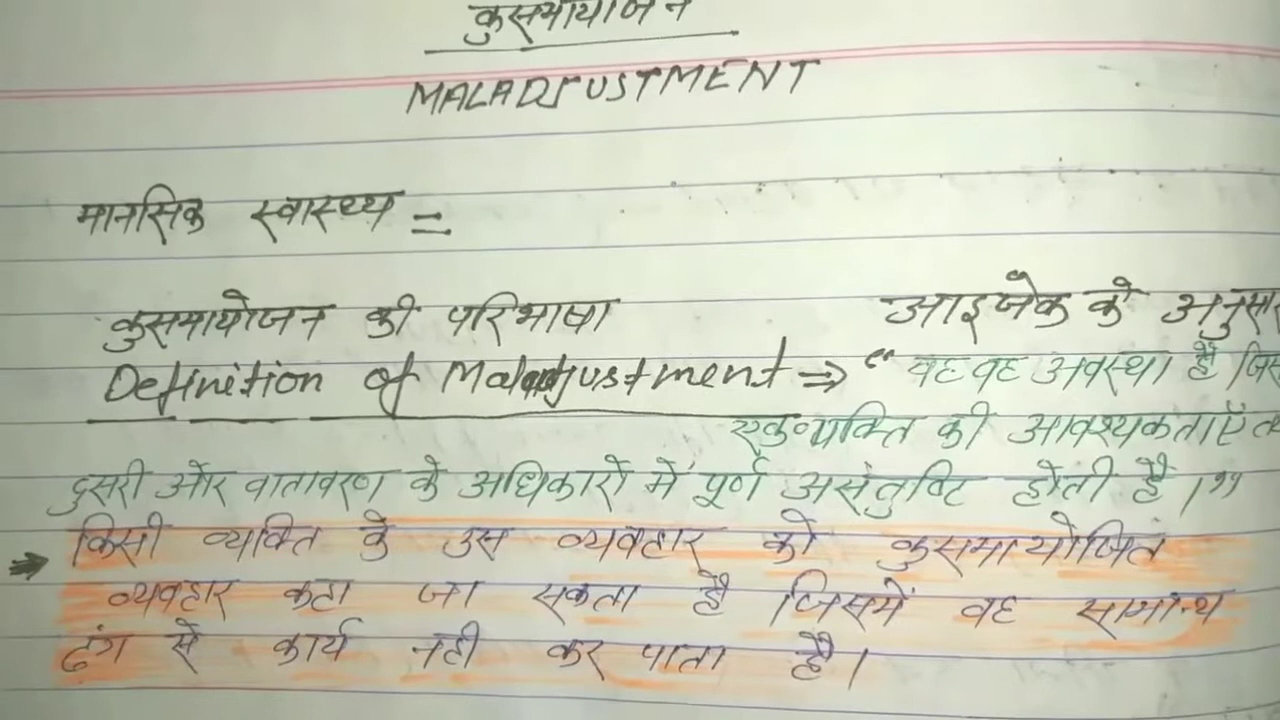 कुसमायोजन
MALADJUSTMENT
मानसिक स्वास्थ्य =
कुसमायोजन की परिभाषा आइजेक के अनुसार
Definition of Maladjustment ⇒ “ वह वह अवस्था है
एक व्यक्ति की आवश्यकताएँ
दुसरी ओर वातावरण के अधिकारों में पूर्ण असंतुष्टि होती है।”
→ किसी व्यक्ति के उस व्यवहार को कुसमायोजित
व्यवहार कहा जा सकता है जिसमें वह सामान्य
ढंग से कार्य नही कर पाता है।